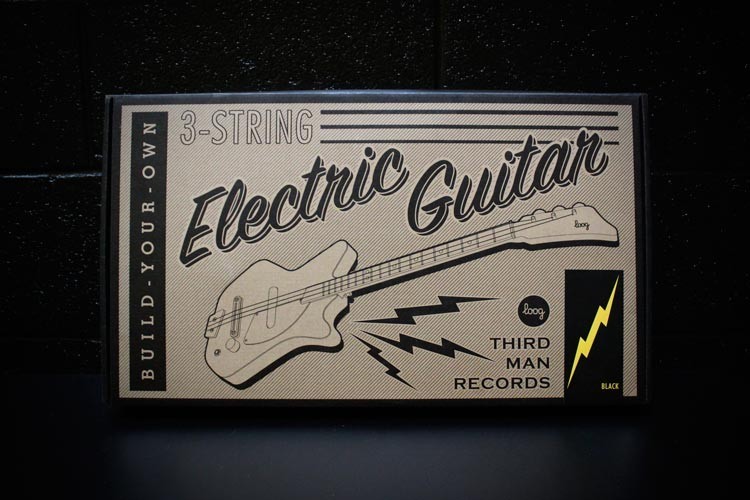 BUILD-YOUR-OWN
3-STRING
Electric Guitar
loog
loog
THIRD
MAN
RECORDS
BLACK